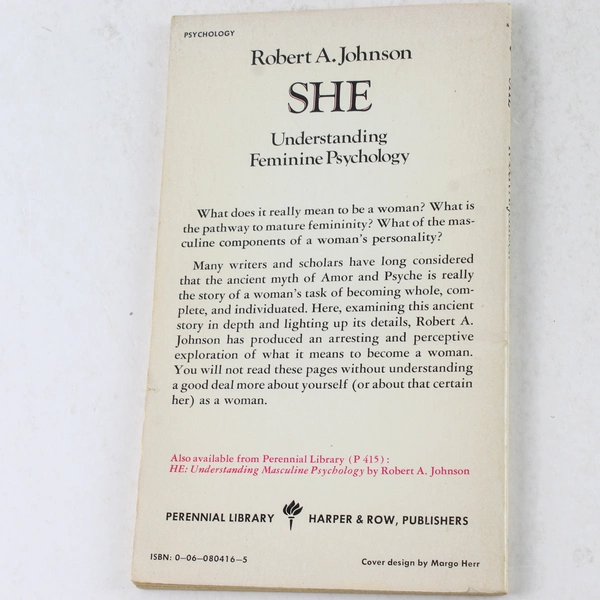 PSYCHOLOGY
Robert A. Johnson
SHE
Understanding
Feminine Psychology
What does it really mean to be a woman? What is
the pathway to mature femininity? What of the mas-
culine components of a woman's personality?
Many writers and scholars have long considered
that the ancient myth of Amor and Psyche is really
the story of a woman's task of becoming whole, com-
plete, and individuated. Here, examining this ancient
story in depth and lighting up its details, Robert A.
Johnson has produced an arresting and perceptive
exploration of what it means to become a woman.
You will not read these pages without understanding
a good deal more about yourself (or about that certain
her) as a woman.
Also available from Perennial Library (P 415):
HE: Understanding Masculine Psychology by Robert A. Johnson
PERENNIAL LIBRARY HARPER & ROW, PUBLISHERS
ISBN: 0-06-080416-5
Cover design by Margo Herr